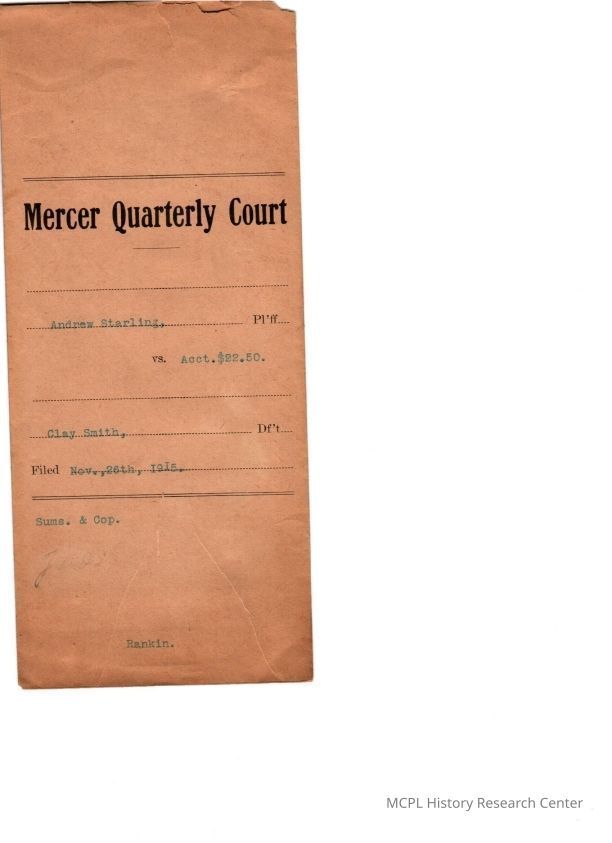 Mercer Quarterly Court
Andrew Starling, Pl'ff
vs. Acct.$22.50.
Clay Smith, Df't
Filed Nov.,26th, 1915.
Sums. & Cop.
Rankin.
MCPL History Research Center